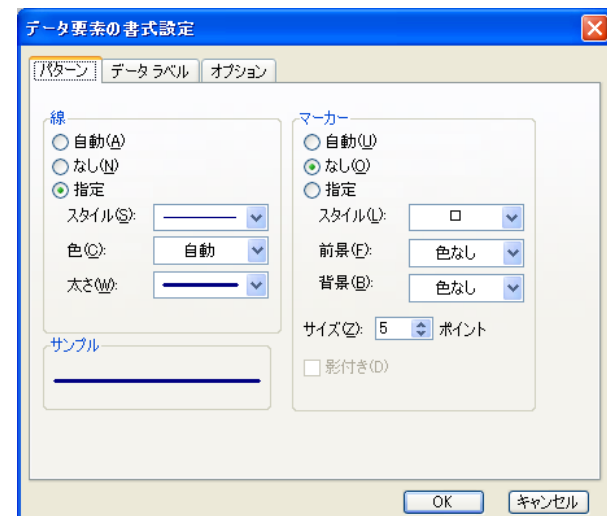 データ要素の書式設定
パターン データ ラベル オプション
線
自動(A)
なし(N)
指定
スタイル(S):
色(C): 自動
太さ(W):
サンプル
マーカー
自動(U)
なし(O)
指定
スタイル(L):
前景(F): 色なし
背景(B): 色なし
サイズ(Z): 5 ポイント
影付き(D)
OK キャンセル